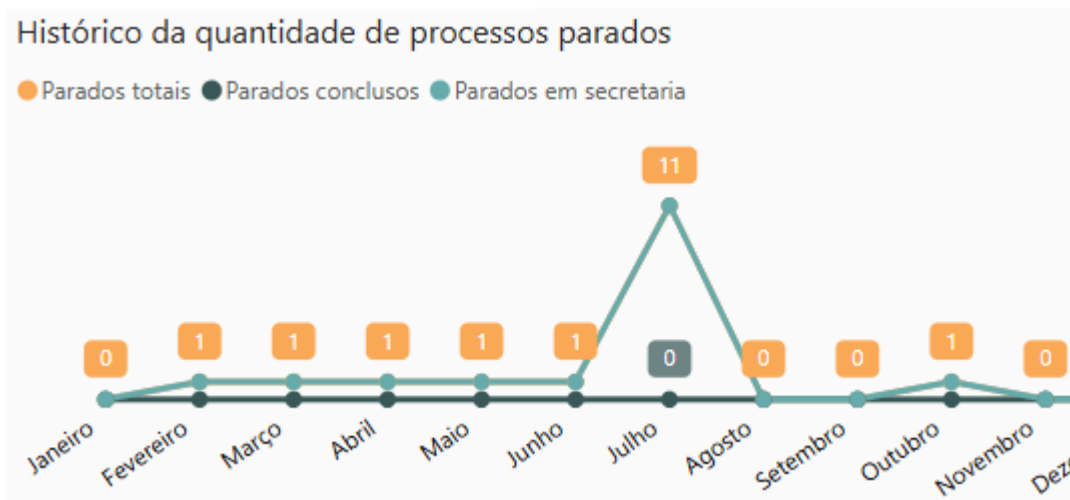 Histórico da quantidade de processos parados
Parados totais Parados conclusos Parados em secretaria
11
0 1 1 1 1 1 0 0 0 1 0
Janeiro Fevereiro Março Abril Maio Junho Julho Agosto Setembro Outubro Novembro Deze